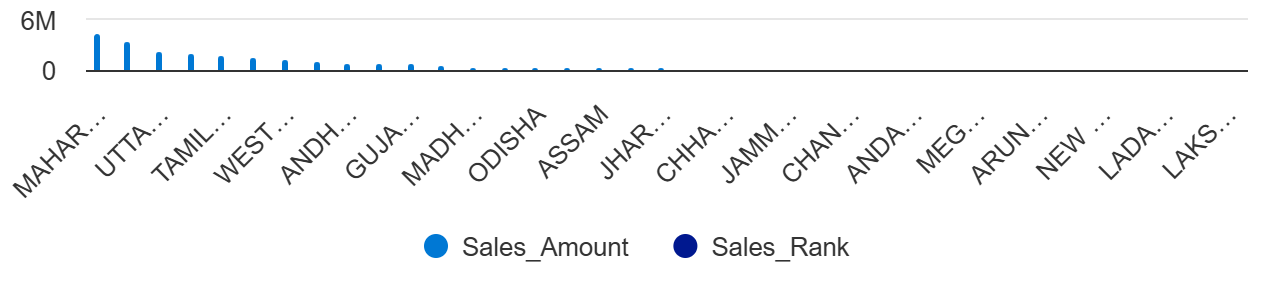 6M
0
MAHAR...
UTTA...
TAMIL...
WEST...
ANDH...
GUJA...
MADH...
ODISHA
ASSAM
JHAR...
CHHA...
JAMM...
CHAN...
ANDA...
MEG...
ARUN...
NEW ...
LADA...
LAKS...
Sales_Amount
Sales_Rank